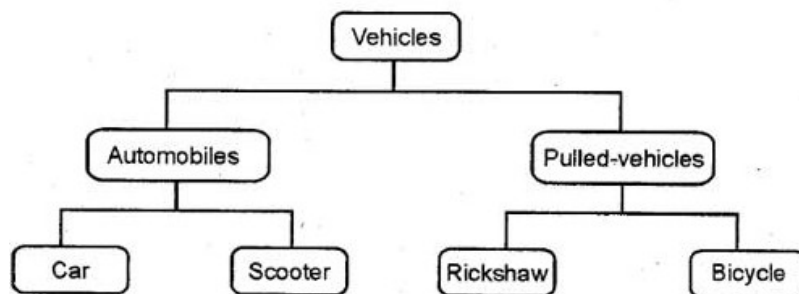 Vehicles
Automobiles
Pulled-vehicles
Car
Scooter
Rickshaw
Bicycle